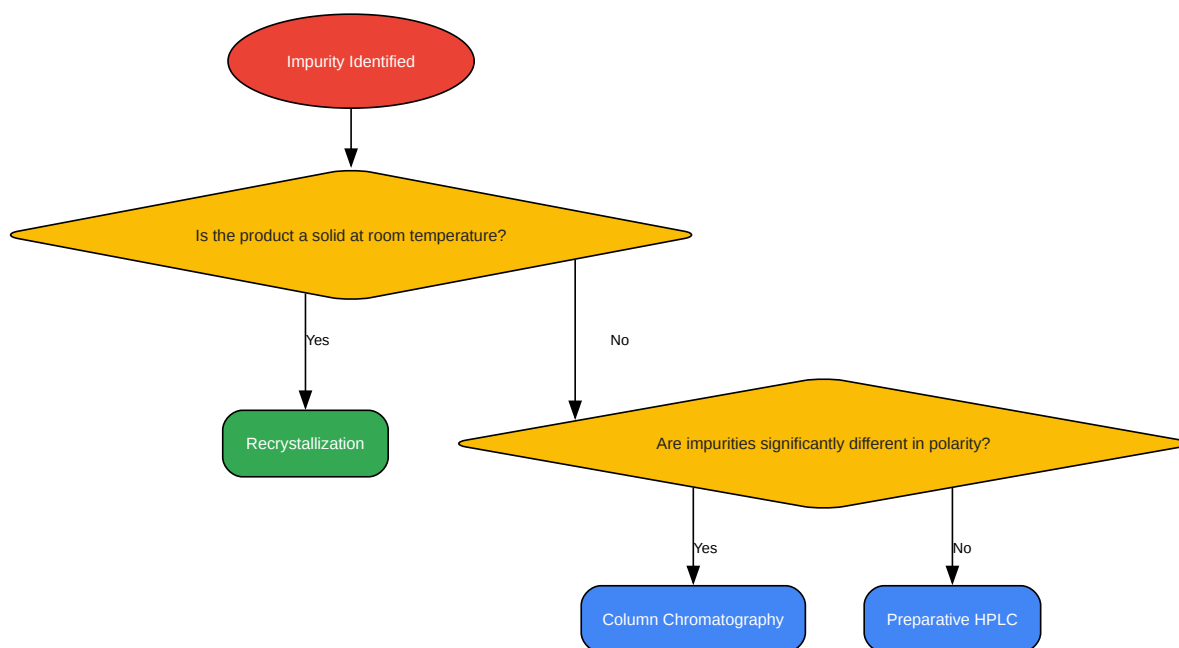 Impurity Identified
Is the product a solid at room temperature?
Yes
No
Recrystallization
Are impurities significantly different in polarity?
Yes
No
Column Chromatography
Preparative HPLC